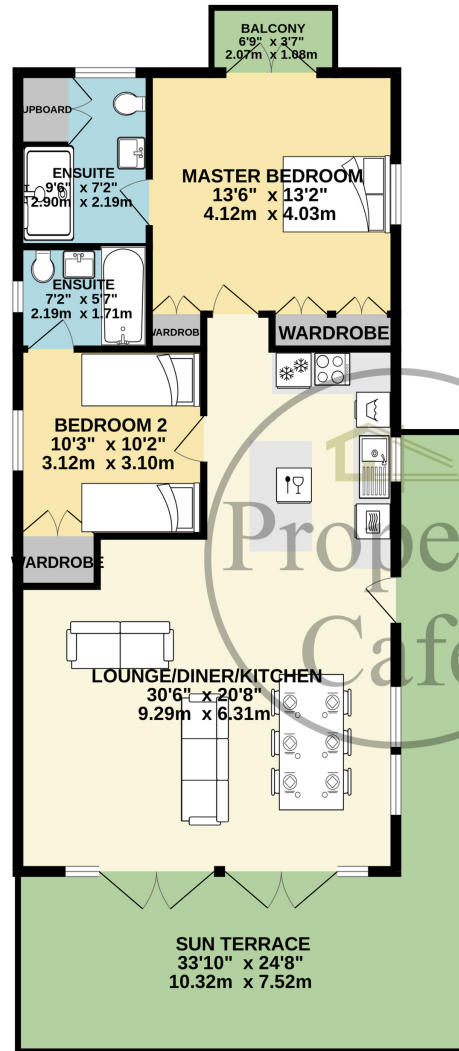 BALCONY
6'9" x 3'7"
2.07m x 1.08m
UPBOARD
ENSUITE
9'6" x 7'2"
2.90m x 2.19m
MASTER BEDROOM
13'6" x 13'2"
4.12m x 4.03m
ENSUITE
7'2" x 5'7"
2.19m x 1.71m
WARDROBE
WARDROBE
BEDROOM 2
10'3" x 10'2"
3.12m x 3.10m
WARDROBE
Prope
Cafe
LOUNGE/DINER/KITCHEN
30'6" x 20'8"
9.29m x 6.31m
SUN TERRACE
33'10" x 24'8"
10.32m x 7.52m